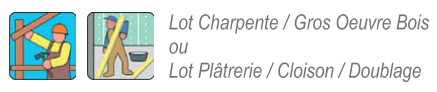 Lot Charpente / Gros Oeuvre Bois
ou
Lot Plâtrerie / Cloison / Doublage